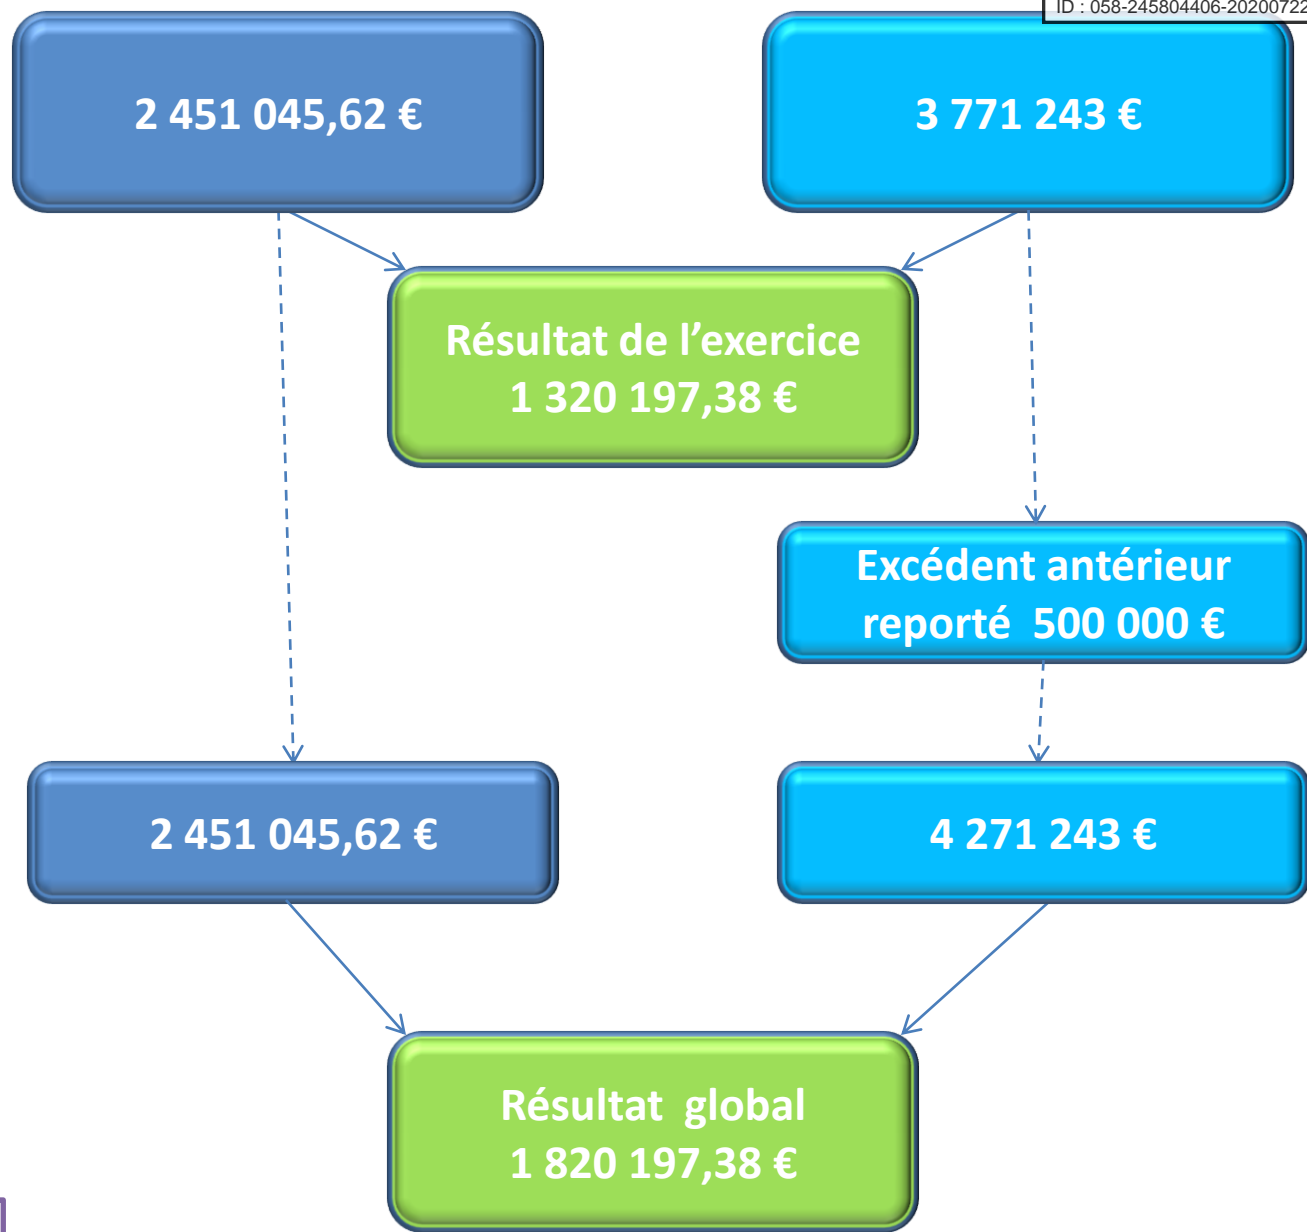 ID : 058-245804406-20200722
2 451 045,62 €
3 771 243 €
Résultat de l’exercice
1 320 197,38 €
Excédent antérieur
reporté 500 000 €
2 451 045,62 €
4 271 243 €
Résultat global
1 820 197,38 €